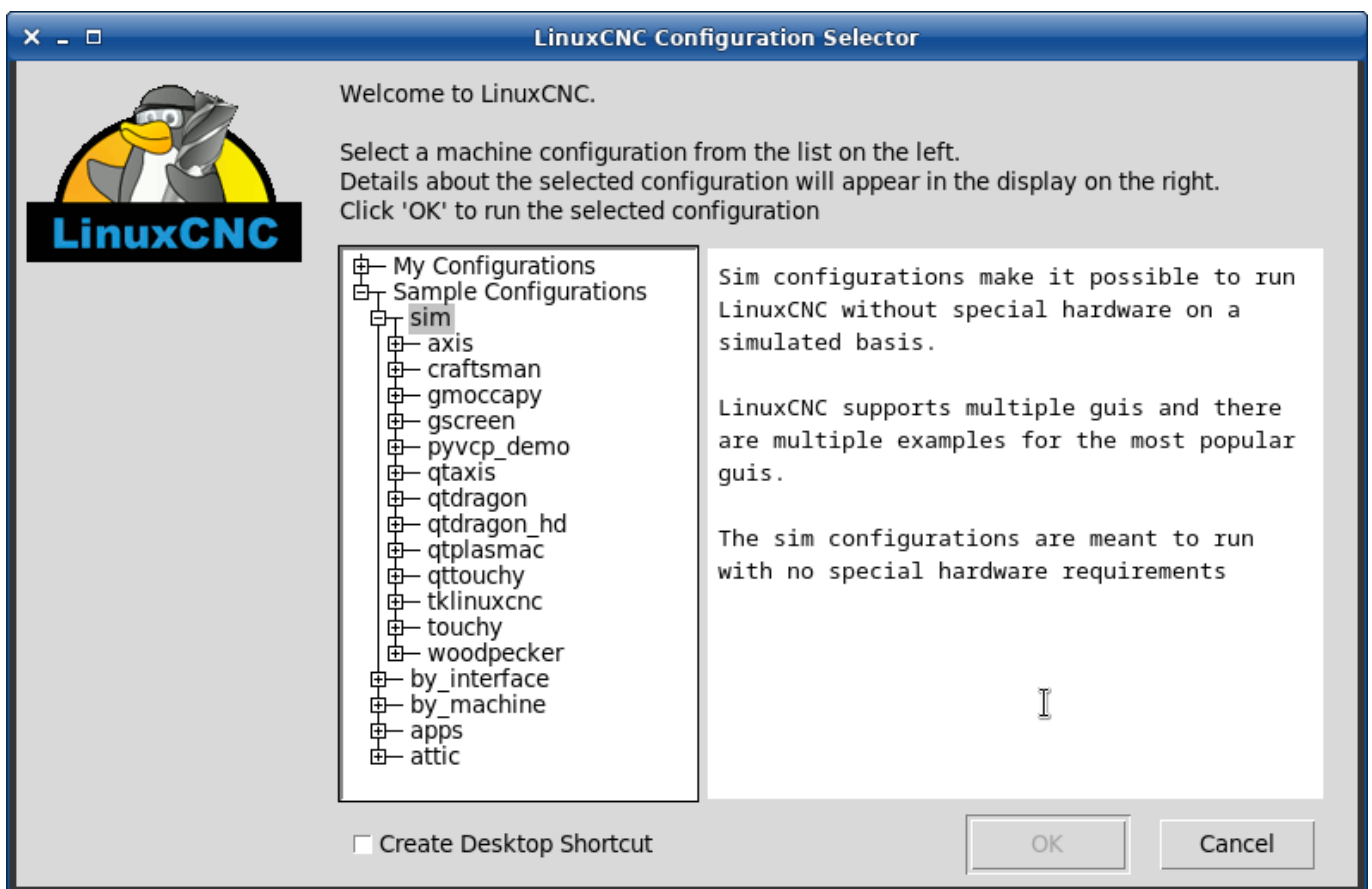 LinuxCNC Configuration Selector
LinuxCNC
Welcome to LinuxCNC.
Select a machine configuration from the list on the left.
Details about the selected configuration will appear in the display on the right.
Click 'OK' to run the selected configuration
My Configurations
Sample Configurations
sim
axis
craftsman
gmoccapy
gscreen
pyvcp_demo
qtaxis
qtdragon
qtdragon_hd
qtplasmac
qttouchy
tklinuxcnc
touchy
woodpecker
by_interface
by_machine
apps
attic
Sim configurations make it possible to run
LinuxCNC without special hardware on a
simulated basis.
LinuxCNC supports multiple guis and there
are multiple examples for the most popular
guis.
The sim configurations are meant to run
with no special hardware requirements
Create Desktop Shortcut
OK
Cancel